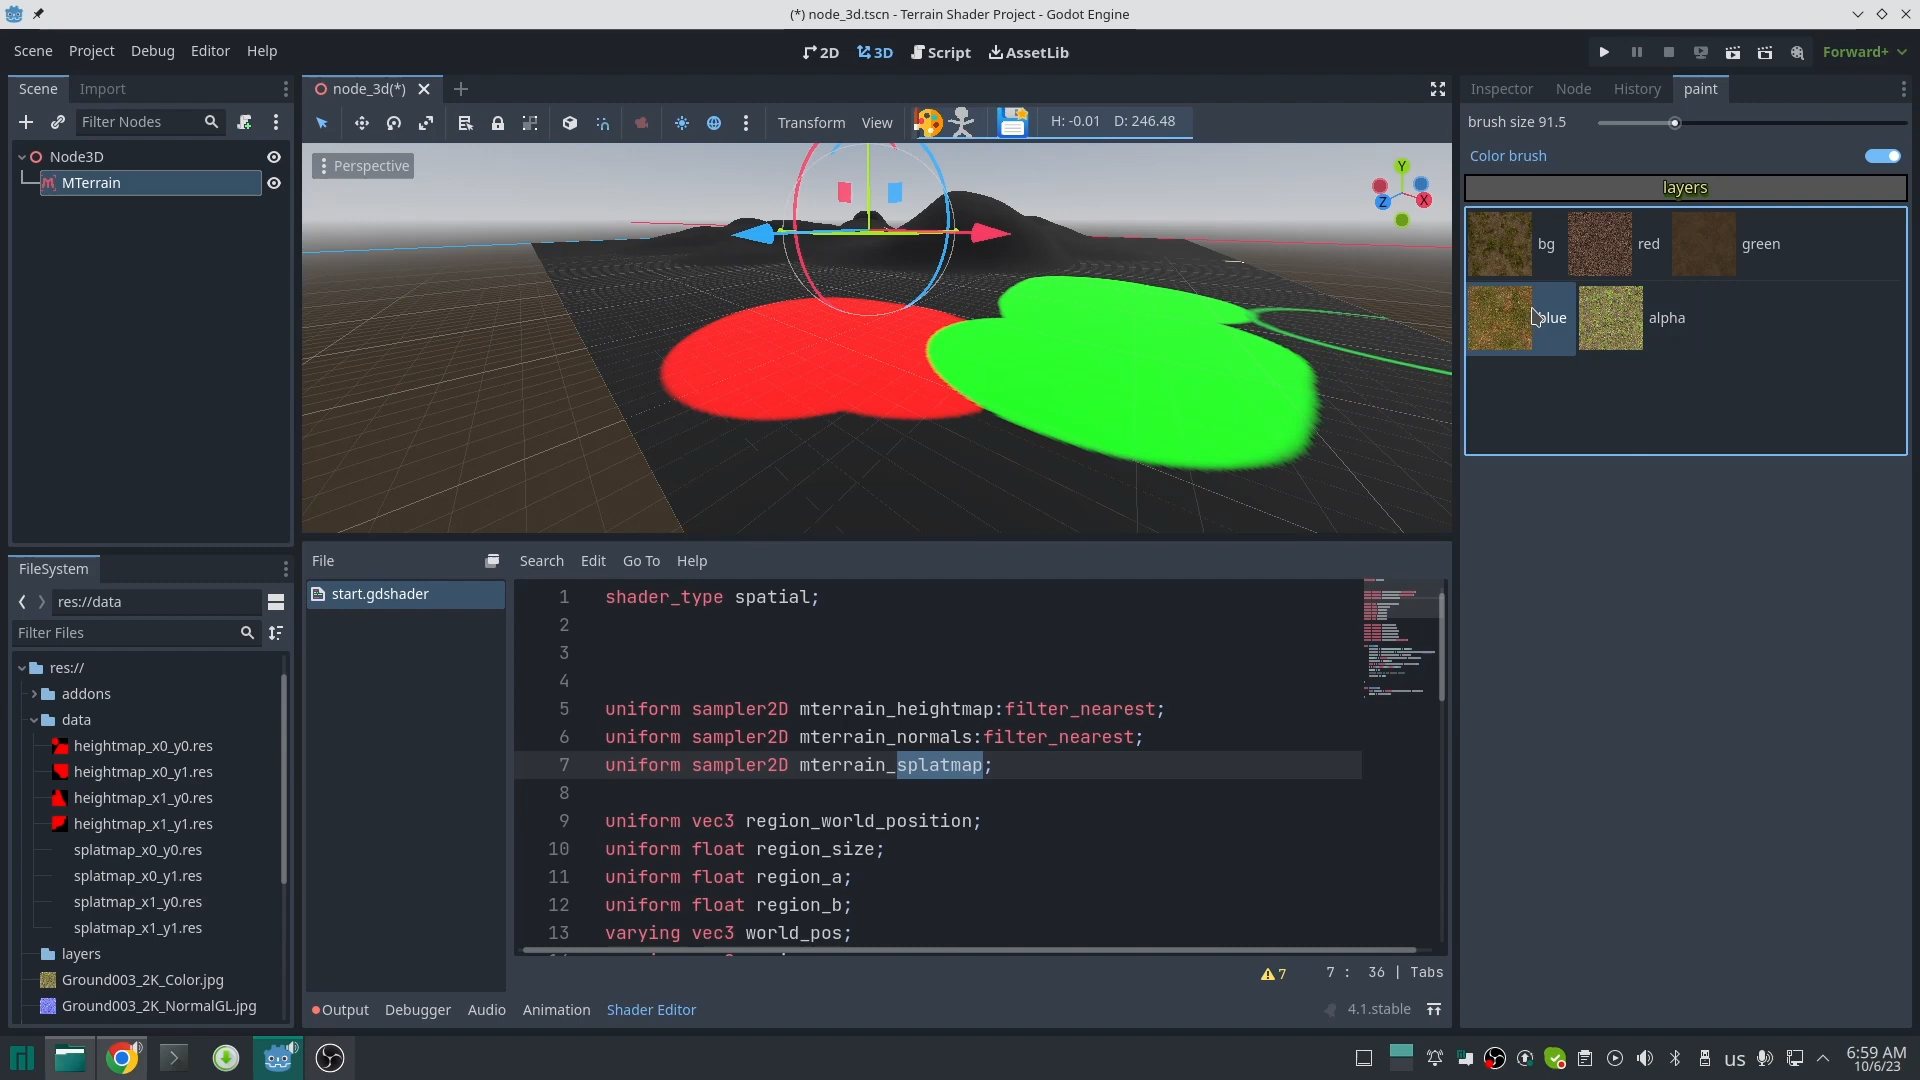 (*) node_3d.tscn - Terrain Shader Project - Godot Engine
Scene Project Debug Editor Help
2D 3D Script AssetLib
Forward+
Scene Import
node_3d(*)
Inspector Node History paint
Filter Nodes
Transform View
H: -0.01 D: 246.48
brush size 91.5
Node3D
MTerrain
Perspective
Y
Z
X
Color brush
layers
bg red green
blue alpha
FileSystem
res://data
Filter Files
res://
addons
data
heightmap_x0_y0.res
heightmap_x0_y1.res
heightmap_x1_y0.res
heightmap_x1_y1.res
splatmap_x0_y0.res
splatmap_x0_y1.res
splatmap_x1_y0.res
splatmap_x1_y1.res
layers
Ground003_2K_Color.jpg
Ground003_2K_NormalGL.jpg
File
Search Edit Go To Help
start.gdshader
1 shader_type spatial;
2
3
4
5 uniform sampler2D mterrain_heightmap:filter_nearest;
6 uniform sampler2D mterrain_normals:filter_nearest;
7 uniform sampler2D mterrain_splatmap;
8
9 uniform vec3 region_world_position;
10 uniform float region_size;
11 uniform float region_a;
12 uniform float region_b;
13 varying vec3 world_pos;
7 7 : 36 | Tabs
Output Debugger Audio Animation Shader Editor
4.1.stable
us
6:59 AM
10/6/23